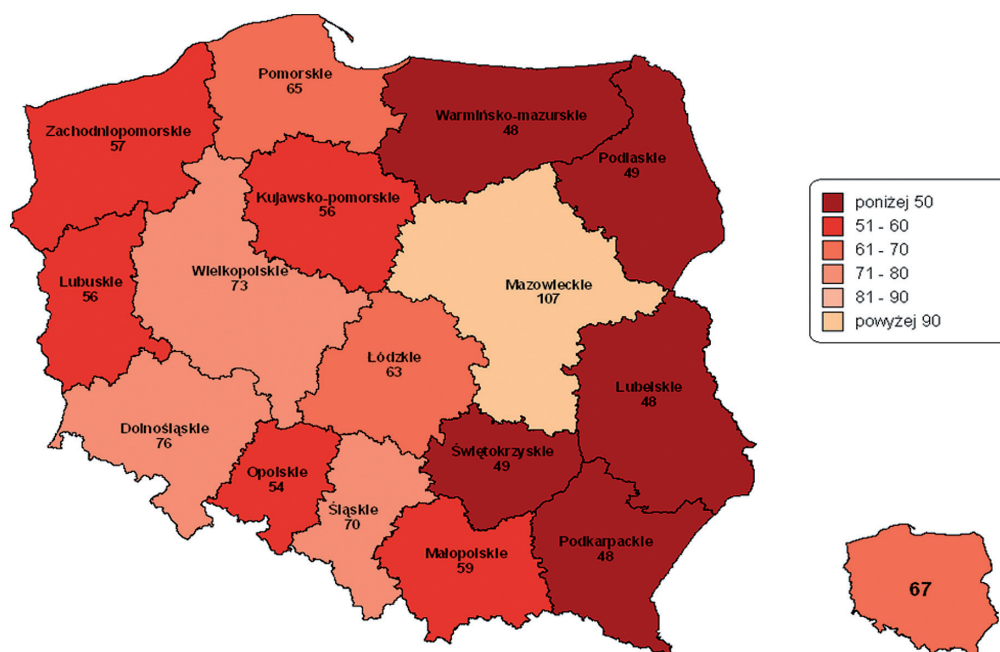 Pomorskie
65
Warmińsko-mazurskie
48
Zachodniopomorskie
57
Podlaskie
49
Kujawsko-pomorskie
56
Wielkopolskie
73
Lubuskie
56
Mazowieckie
107
Łódzkie
63
Lubelskie
48
Dolnośląskie
76
Świętokrzyskie
49
Opolskie
54
Śląskie
70
Małopolskie
59
Podkarpackie
48
poniżej 50
51 - 60
61 - 70
71 - 80
81 - 90
powyżej 90
67